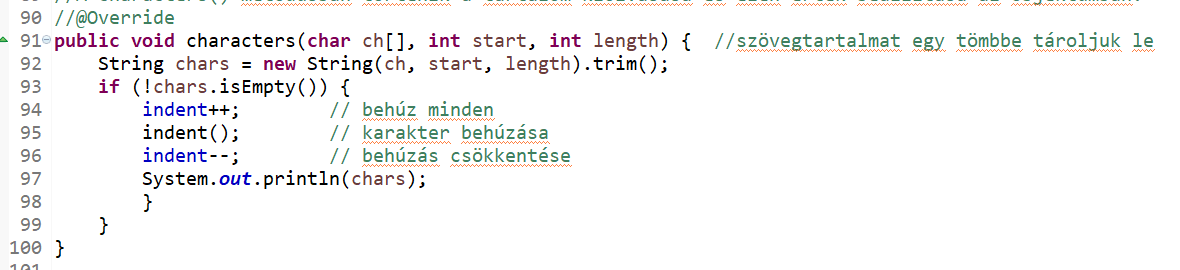 90 //@Override
91 public void characters(char ch[], int start, int length) {  //szövegtartalmat egy tömbbe tároljuk le
92     String chars = new String(ch, start, length).trim();
93     if (!chars.isEmpty()) {
94         indent++;        // behúz minden
95         indent();        // karakter behúzása
96         indent--;        // behúzás csökkentése
97         System.out.println(chars);
98         }
99     }
100 }